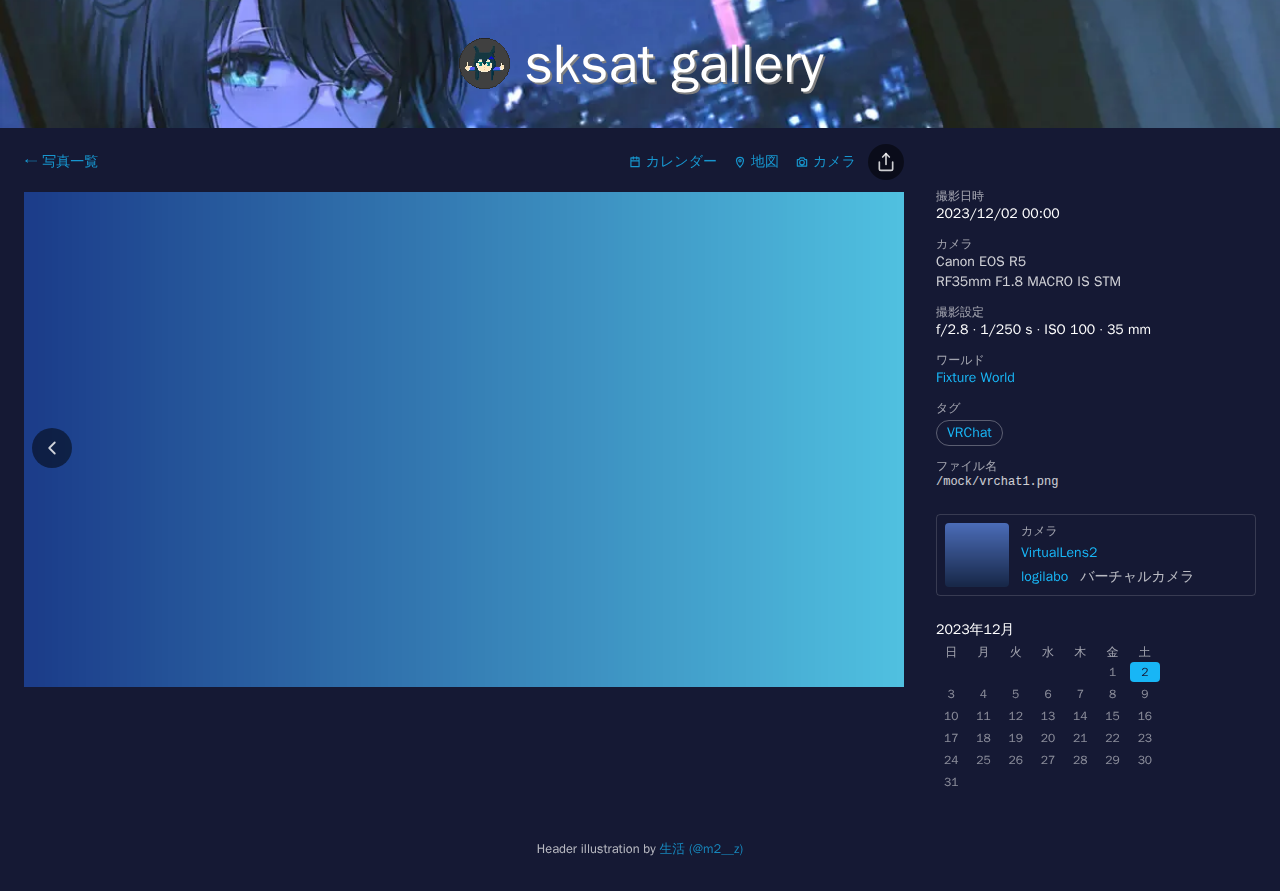 sksat gallery
← 写真一覧
カレンダー 地図 カメラ
撮影日時
2023/12/02 00:00
カメラ
Canon EOS R5
RF35mm F1.8 MACRO IS STM
撮影設定
f/2.8 · 1/250 s · ISO 100 · 35 mm
ワールド
Fixture World
タグ
VRChat
ファイル名
/mock/vrchat1.png
カメラ
VirtualLens2
logilabo バーチャルカメラ
2023年12月
日 月 火 水 木 金 土
1 2
3 4 5 6 7 8 9
10 11 12 13 14 15 16
17 18 19 20 21 22 23
24 25 26 27 28 29 30
31
Header illustration by 生活 (@m2__z)